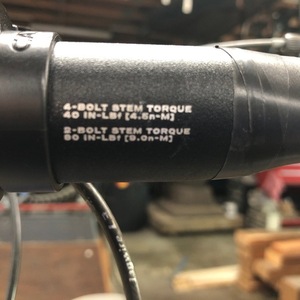 4-BOLT STEM TORQUE
40 IN-LBf [4.5n-M]
2-BOLT STEM TORQUE
80 IN-LBf [9.0n-M]